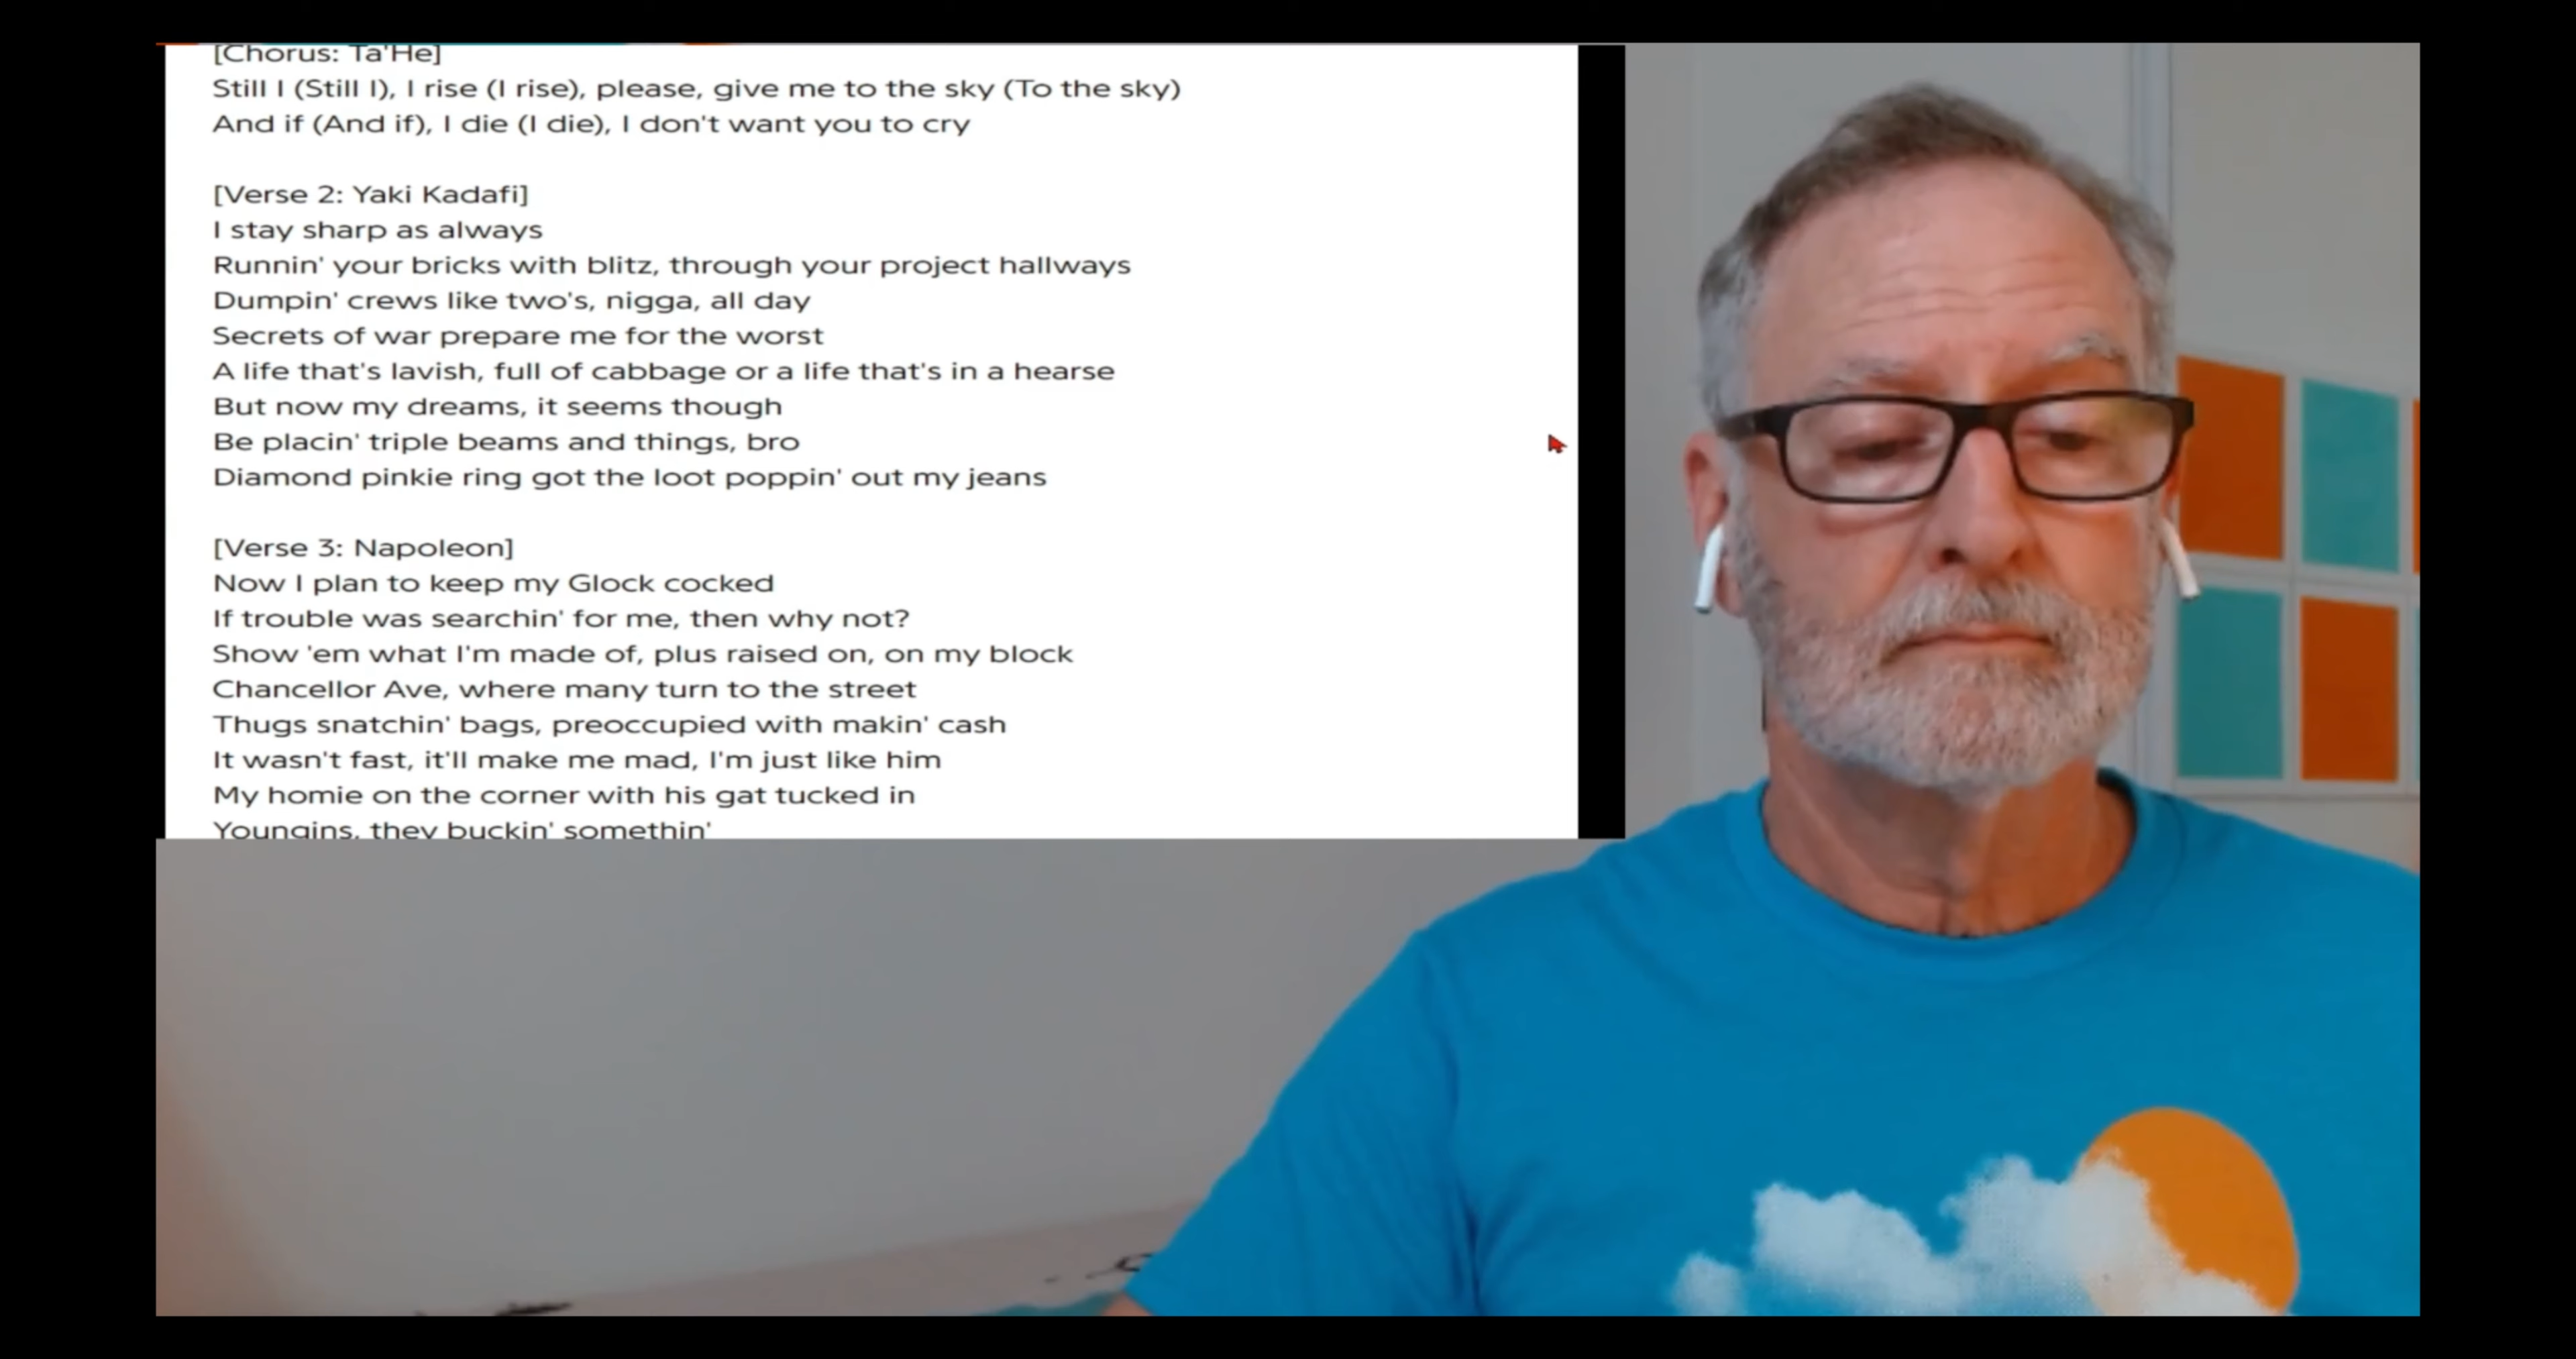 [Chorus: Ta'He]
Still I (Still I), I rise (I rise), please, give me to the sky (To the sky)
And if (And if), I die (I die), I don't want you to cry
[Verse 2: Yaki Kadafi]
I stay sharp as always
Runnin' your bricks with blitz, through your project hallways
Dumpin' crews like two's, nigga, all day
Secrets of war prepare me for the worst
A life that's lavish, full of cabbage or a life that's in a hearse
But now my dreams, it seems though
Be placin' triple beams and things, bro
Diamond pinkie ring got the loot poppin' out my jeans
[Verse 3: Napoleon]
Now I plan to keep my Glock cocked
If trouble was searchin' for me, then why not?
Show 'em what I'm made of, plus raised on, on my block
Chancellor Ave, where many turn to the street
Thugs snatchin' bags, preoccupied with makin' cash
It wasn't fast, it'll make me mad, I'm just like him
My homie on the corner with his gat tucked in
Youngins, they buckin' somethin'